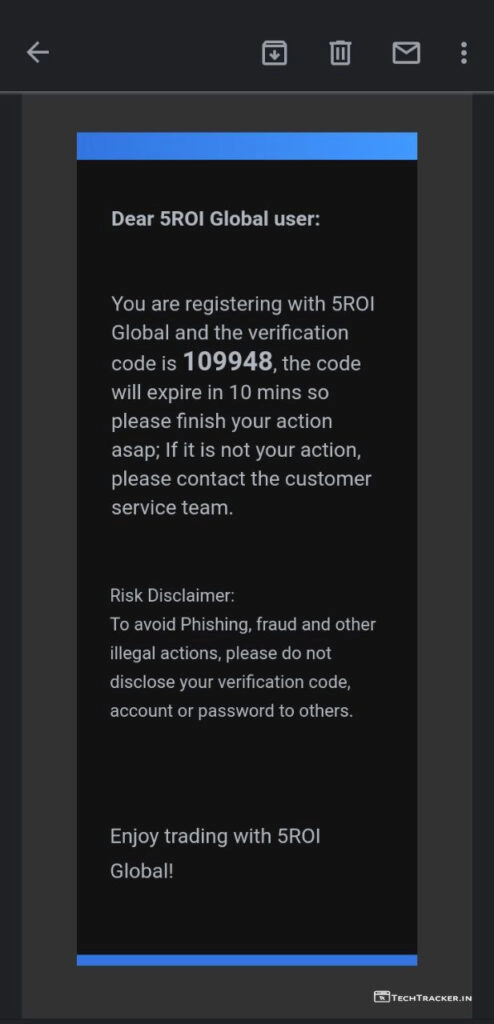 Dear 5ROI Global user:
You are registering with 5ROI
Global and the verification
code is 109948, the code
will expire in 10 mins so
please finish your action
asap; If it is not your action,
please contact the customer
service team.
Risk Disclaimer:
To avoid Phishing, fraud and other
illegal actions, please do not
disclose your verification code,
account or password to others.
Enjoy trading with 5ROI
Global!
TECHTRACKER.IN